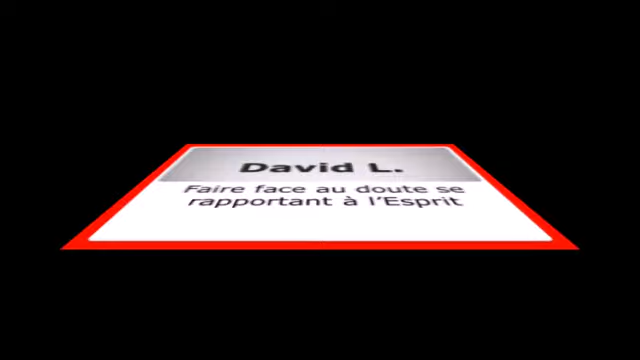 David L.
Faire face au doute se
rapportant à l'Esprit